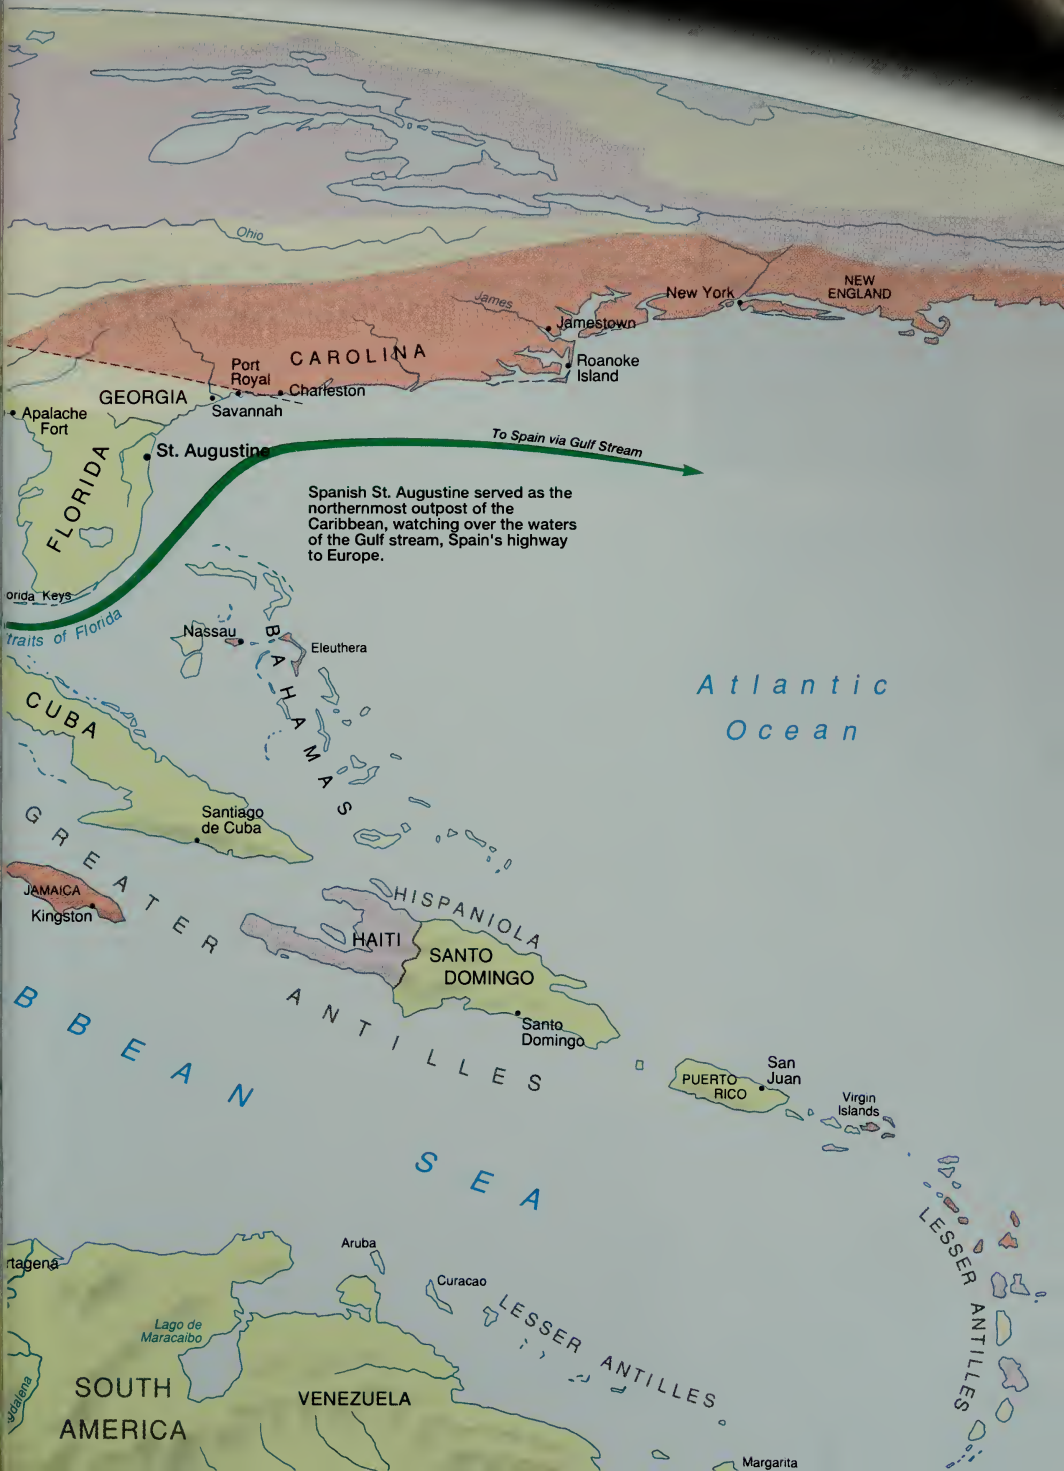 Ohio
NEW
ENGLAND
New York
James
Jamestown
CAROLINA
Roanoke
Island
Port
Royal
Charleston
GEORGIA
Savannah
Apalache
Fort
St. Augustine
FLORIDA
To Spain via Gulf Stream
Spanish St. Augustine served as the
northernmost outpost of the
Caribbean, watching over the waters
of the Gulf stream, Spain's highway
to Europe.
orida Keys
traits of Florida
Nassau
BAHAMAS
Eleuthera
Atlantic
Ocean
CUBA
Santiago
de Cuba
GREATER ANTILLES
JAMAICA
Kingston
HISPANIOLA
HAITI
SANTO
DOMINGO
Santo
Domingo
BBEAN SEA
PUERTO
RICO
San
Juan
Virgin
Islands
LESSER ANTILLES
rtagena
Aruba
Curacao
LESSER ANTILLES
Lago de
Maracaibo
gdalena
SOUTH
AMERICA
VENEZUELA
Margarita